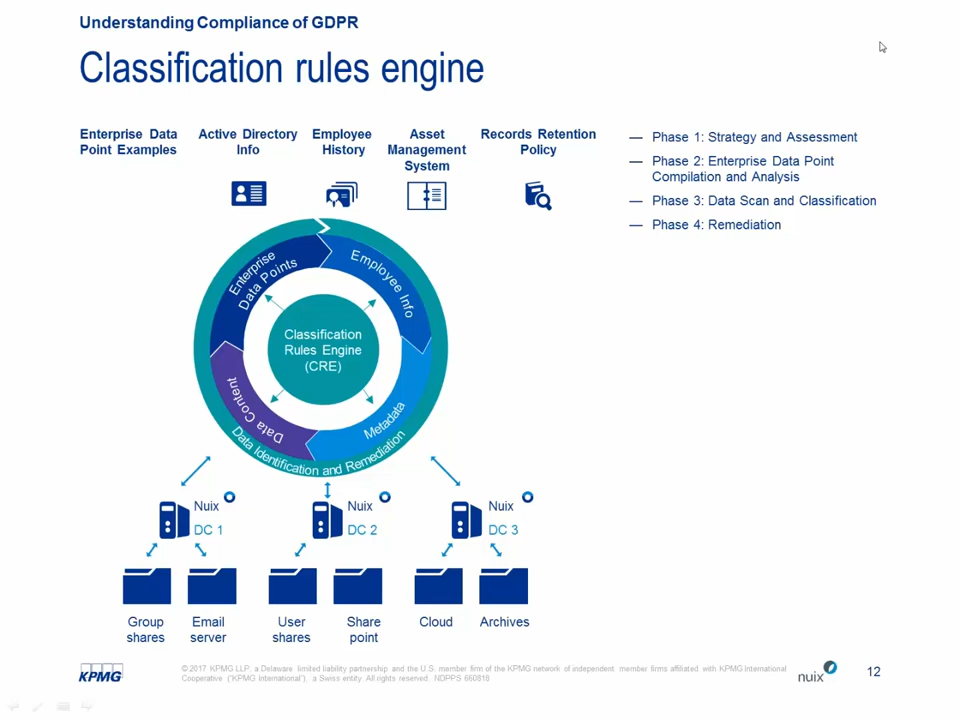 Understanding Compliance of GDPR
Classification rules engine
Enterprise Data
Point Examples
Active Directory
Info
Employee
History
Asset
Management
System
Records Retention
Policy
— Phase 1: Strategy and Assessment
— Phase 2: Enterprise Data Point
Compilation and Analysis
— Phase 3: Data Scan and Classification
— Phase 4: Remediation
Enterprise
Data Points
Employee Info
Classification
Rules Engine
(CRE)
Data Content
Metadata
Data Identification and Remediation
Nuix
DC 1
Nuix
DC 2
Nuix
DC 3
Group
shares
Email
server
User
shares
Share
point
Cloud
Archives
KPMG
© 2017 KPMG LLP, a Delaware limited liability partnership and the U.S. member firm of the KPMG network of independent member firms affiliated with KPMG International
Cooperative ("KPMG International"), a Swiss entity. All rights reserved. NDPPS 660818
nuix
12